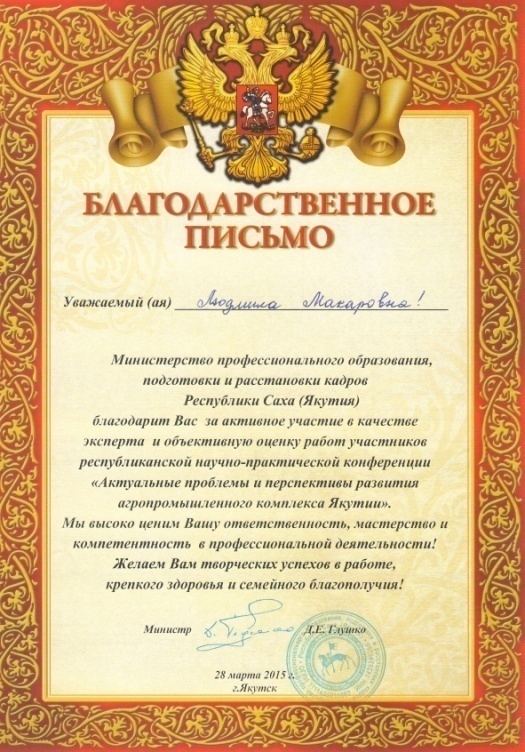 БЛАГОДАРСТВЕННОЕ
ПИСЬМО
Уважаемый (ая) Людмила Макаровна!
Министерство профессионального образования,
подготовки и расстановки кадров
Республики Саха (Якутия)
благодарит Вас за активное участие в качестве
эксперта и объективную оценку работ участников
республиканской научно-практической конференции
«Актуальные проблемы и перспективы развития
агропромышленного комплекса Якутии».
Мы высоко ценим Вашу ответственность, мастерство и
компетентность в профессиональной деятельности!
Желаем Вам творческих успехов в работе,
крепкого здоровья и семейного благополучия!
Министр Д.Е. Глушко
28 марта 2015 г.
г.Якутск